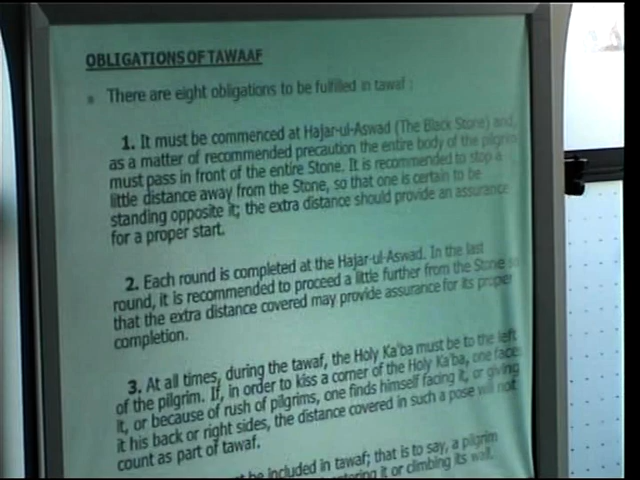 OBLIGATIONS OF TAWAAF
There are eight obligations to be fulfilled in tawaf :
1. It must be commenced at Hajar-ul-Aswad (The Black Stone) and,
as a matter of recommended precaution the entire body of the pilgrim
must pass in front of the entire Stone. It is recommended to stop a
little distance away from the Stone, so that one is certain to be
standing opposite it; the extra distance should provide an assurance
for a proper start.
2. Each round is completed at the Hajar-ul-Aswad. In the last
round, it is recommended to proceed a little further from the Stone so
that the extra distance covered may provide assurance for its proper
completion.
3. At all times, during the tawaf, the Holy Ka'ba must be to the left
of the pilgrim. If, in order to kiss a corner of the Holy Ka'ba, one faces
it, or because of rush of pilgrims, one finds himself facing it, or giving
it his back or right sides, the distance covered in such a pose will not
count as part of tawaf.
be included in tawaf; that is to say, a pilgrim
entering it or climbing its wall.